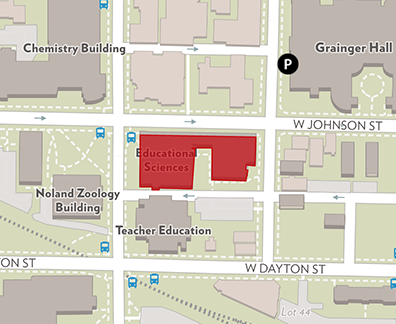 Chemistry Building
P
Grainger Hall
W JOHNSON ST
Educational
Sciences
Noland Zoology
Building
Teacher Education
ON ST
W DAYTON ST
Lot 44